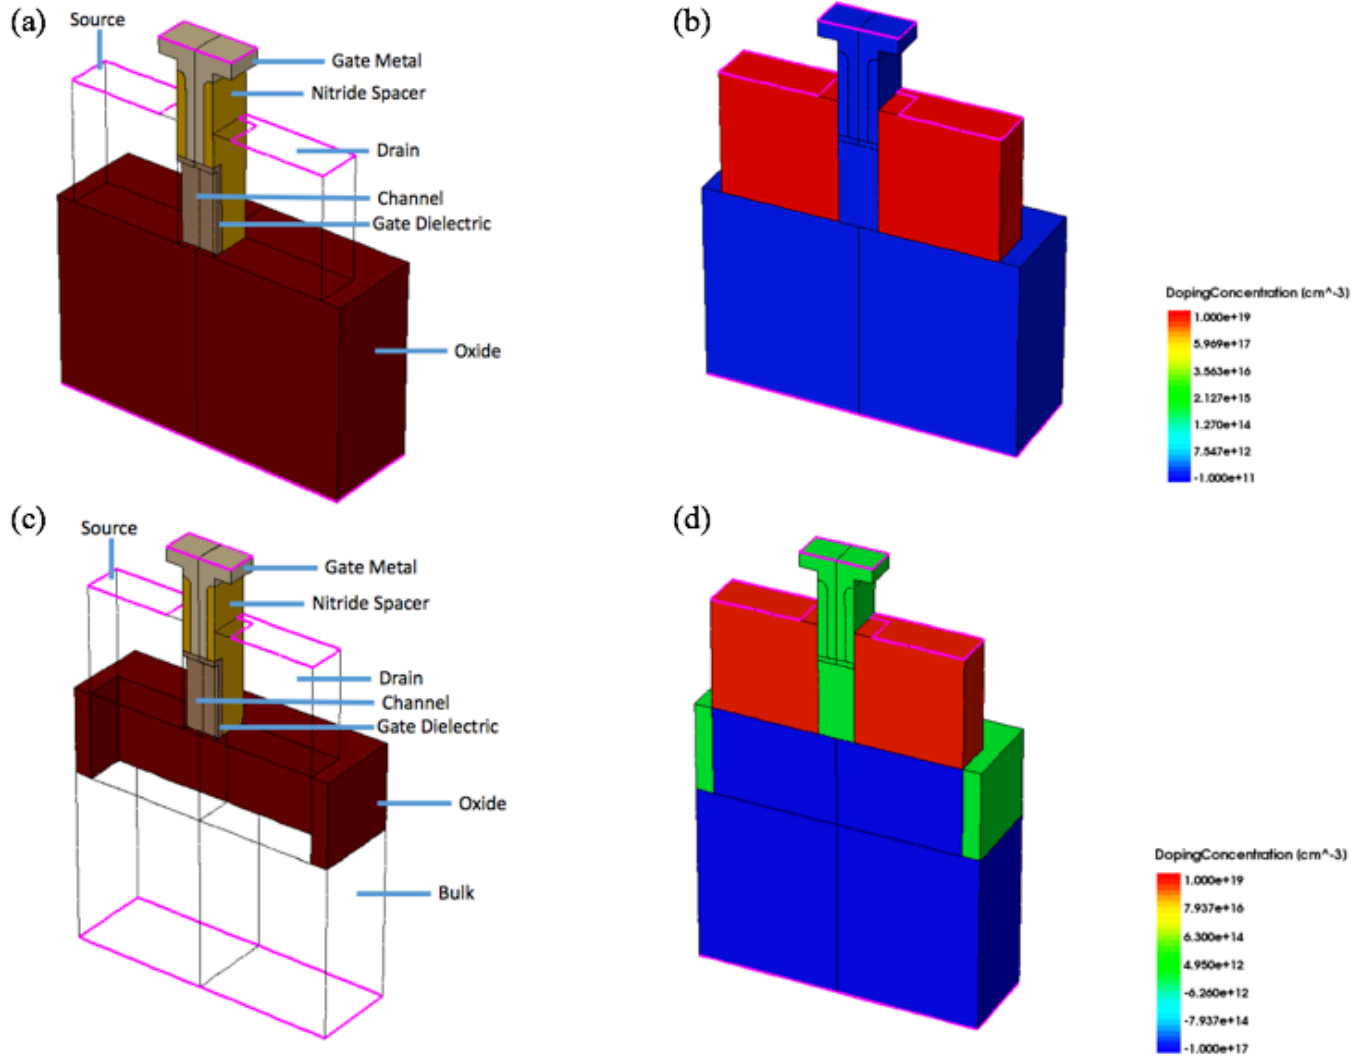 (a)
Source
Gate Metal
Nitride Spacer
Drain
Channel
Gate Dielectric
Oxide
(b)
DopingConcentration (cm^-3)
1.000e+19
5.969e+17
3.563e+16
2.127e+15
1.270e+14
7.547e+12
-1.000e+11
(c)
Source
Gate Metal
Nitride Spacer
Drain
Channel
Gate Dielectric
Oxide
Bulk
(d)
DopingConcentration (cm^-3)
1.000e+19
7.937e+16
6.300e+14
4.950e+12
-6.260e+12
-7.937e+14
-1.000e+17